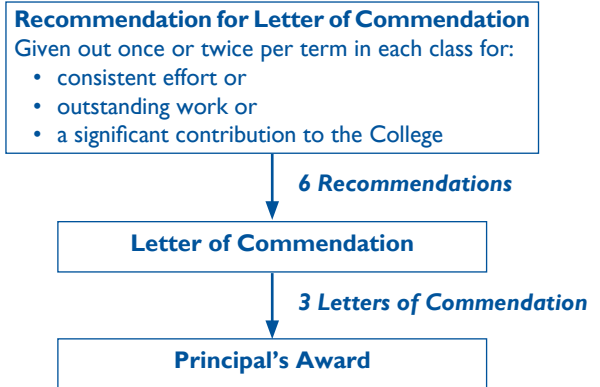 Recommendation for Letter of Commendation
Given out once or twice per term in each class for:
• consistent effort or
• outstanding work or
• a significant contribution to the College
6 Recommendations
Letter of Commendation
3 Letters of Commendation
Principal's Award